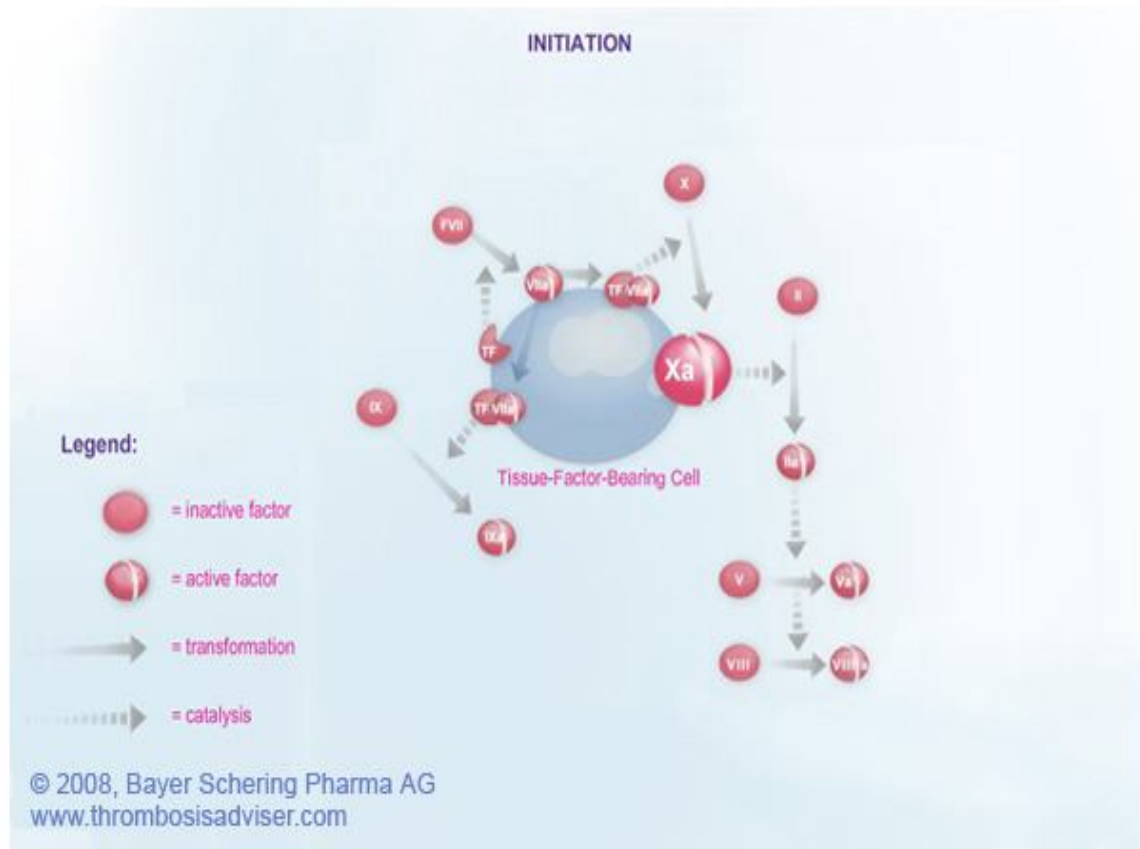 INITIATION
X
FVII
VIIa
TF VIIa
II
TF
Xa
IX
TF VIIa
Legend:
IIa
Tissue-Factor-Bearing Cell
= inactive factor
IXa
= active factor
V
Va
= transformation
VIII
VIIIa
= catalysis
© 2008, Bayer Schering Pharma AG
www.thrombosisadviser.com